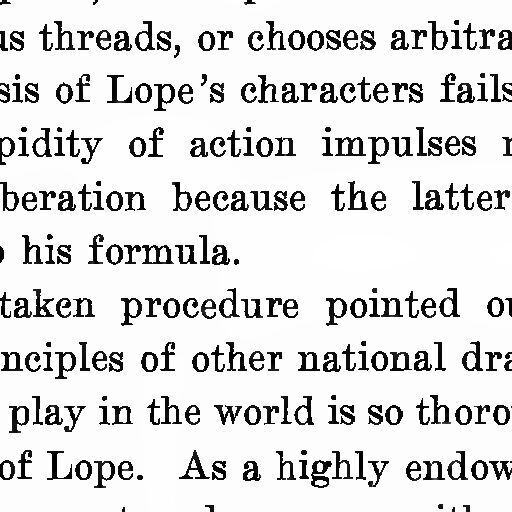 us threads, or chooses arbitra
sis of Lope's characters fails
pidity of action impulses
beration because the latter
his formula.
taken procedure pointed ou
nciples of other national dra
play in the world is so thoro
of Lope. As a highly endow